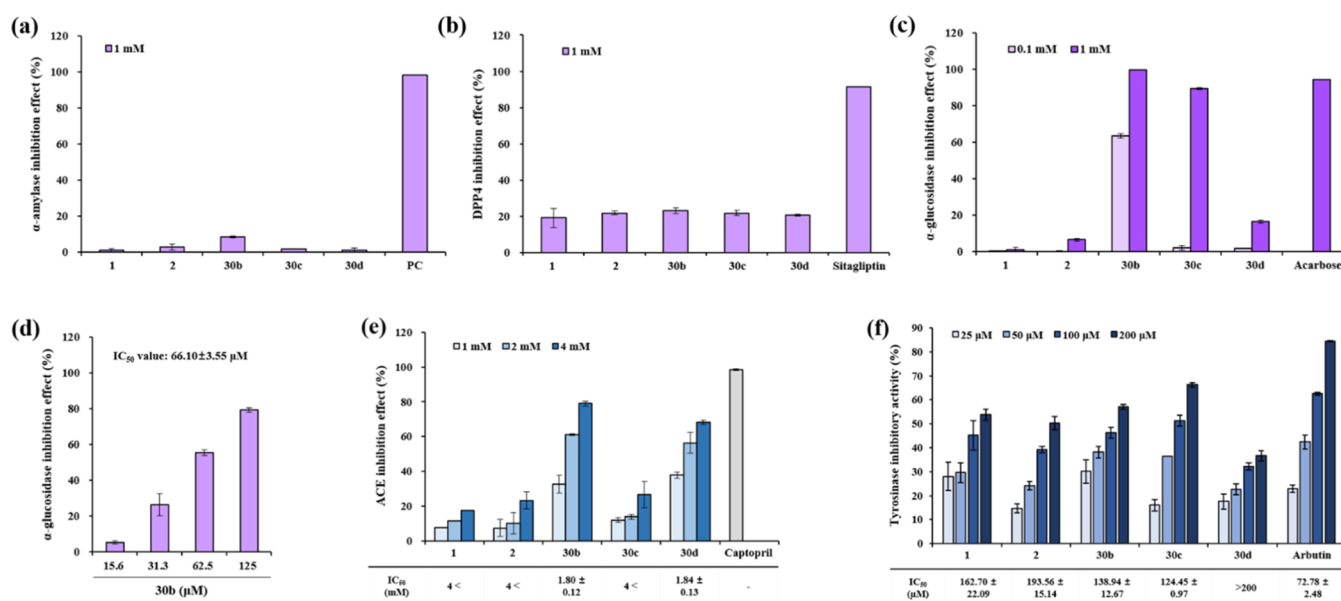 (a)
1 mM
α-amylase inhibition effect (%)
120
100
80
60
40
20
0
1 2 30b 30c 30d PC
(b)
1 mM
DPP4 inhibition effect (%)
120
100
80
60
40
20
0
1 2 30b 30c 30d Sitagliptin
(c)
0.1 mM 1 mM
α-glucosidase inhibition effect (%)
120
100
80
60
40
20
0
1 2 30b 30c 30d Acarbose
(d)
IC50 value: 66.10±3.55 μM
α-glucosidase inhibition effect (%)
120
100
80
60
40
20
0
15.6 31.3 62.5 125
30b (μM)
(e)
1 mM 2 mM 4 mM
ACE inhibition effect (%)
120
100
80
60
40
20
0
1 2 30b 30c 30d Captopril
IC50 (mM) 4 < 4 < 1.80 ± 0.12 4 < 1.84 ± 0.13 -
(f)
25 μM 50 μM 100 μM 200 μM
Tyrosinase inhibitory activity (%)
90
80
70
60
50
40
30
20
10
0
1 2 30b 30c 30d Arbutin
IC50 (μM) 162.70 ± 22.09 193.56 ± 15.14 138.94 ± 12.67 124.45 ± 0.97 >200 72.78 ± 2.48